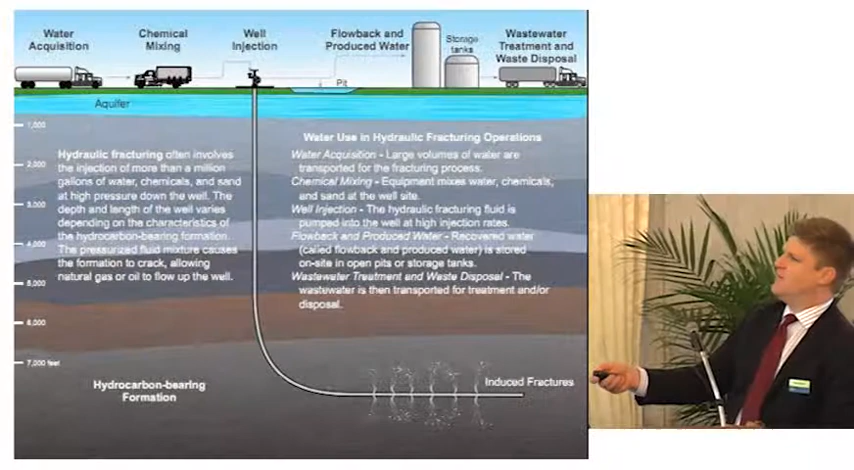 Water
Acquisition
Chemical
Mixing
Well
Injection
Flowback and
Produced Water
Storage
tanks
Wastewater
Treatment and
Waste Disposal
Pit
Aquifer
1,000
2,000
3,000
4,000
5,000
6,000
7,000 feet
Hydraulic fracturing often involves
the injection of more than a million
gallons of water, chemicals, and sand
at high pressure down the well. The
depth and length of the well varies
depending on the characteristics of
the hydrocarbon-bearing formation.
The pressurized fluid mixture causes
the formation to crack, allowing
natural gas or oil to flow up the well.
Water Use in Hydraulic Fracturing Operations
Water Acquisition - Large volumes of water are
transported for the fracturing process.
Chemical Mixing - Equipment mixes water, chemicals,
and sand at the well site.
Well Injection - The hydraulic fracturing fluid is
pumped into the well at high injection rates.
Flowback and Produced Water - Recovered water
(called flowback and produced water) is stored
on-site in open pits or storage tanks.
Wastewater Treatment and Waste Disposal - The
wastewater is then transported for treatment and/or
disposal.
Hydrocarbon-bearing
Formation
Induced Fractures